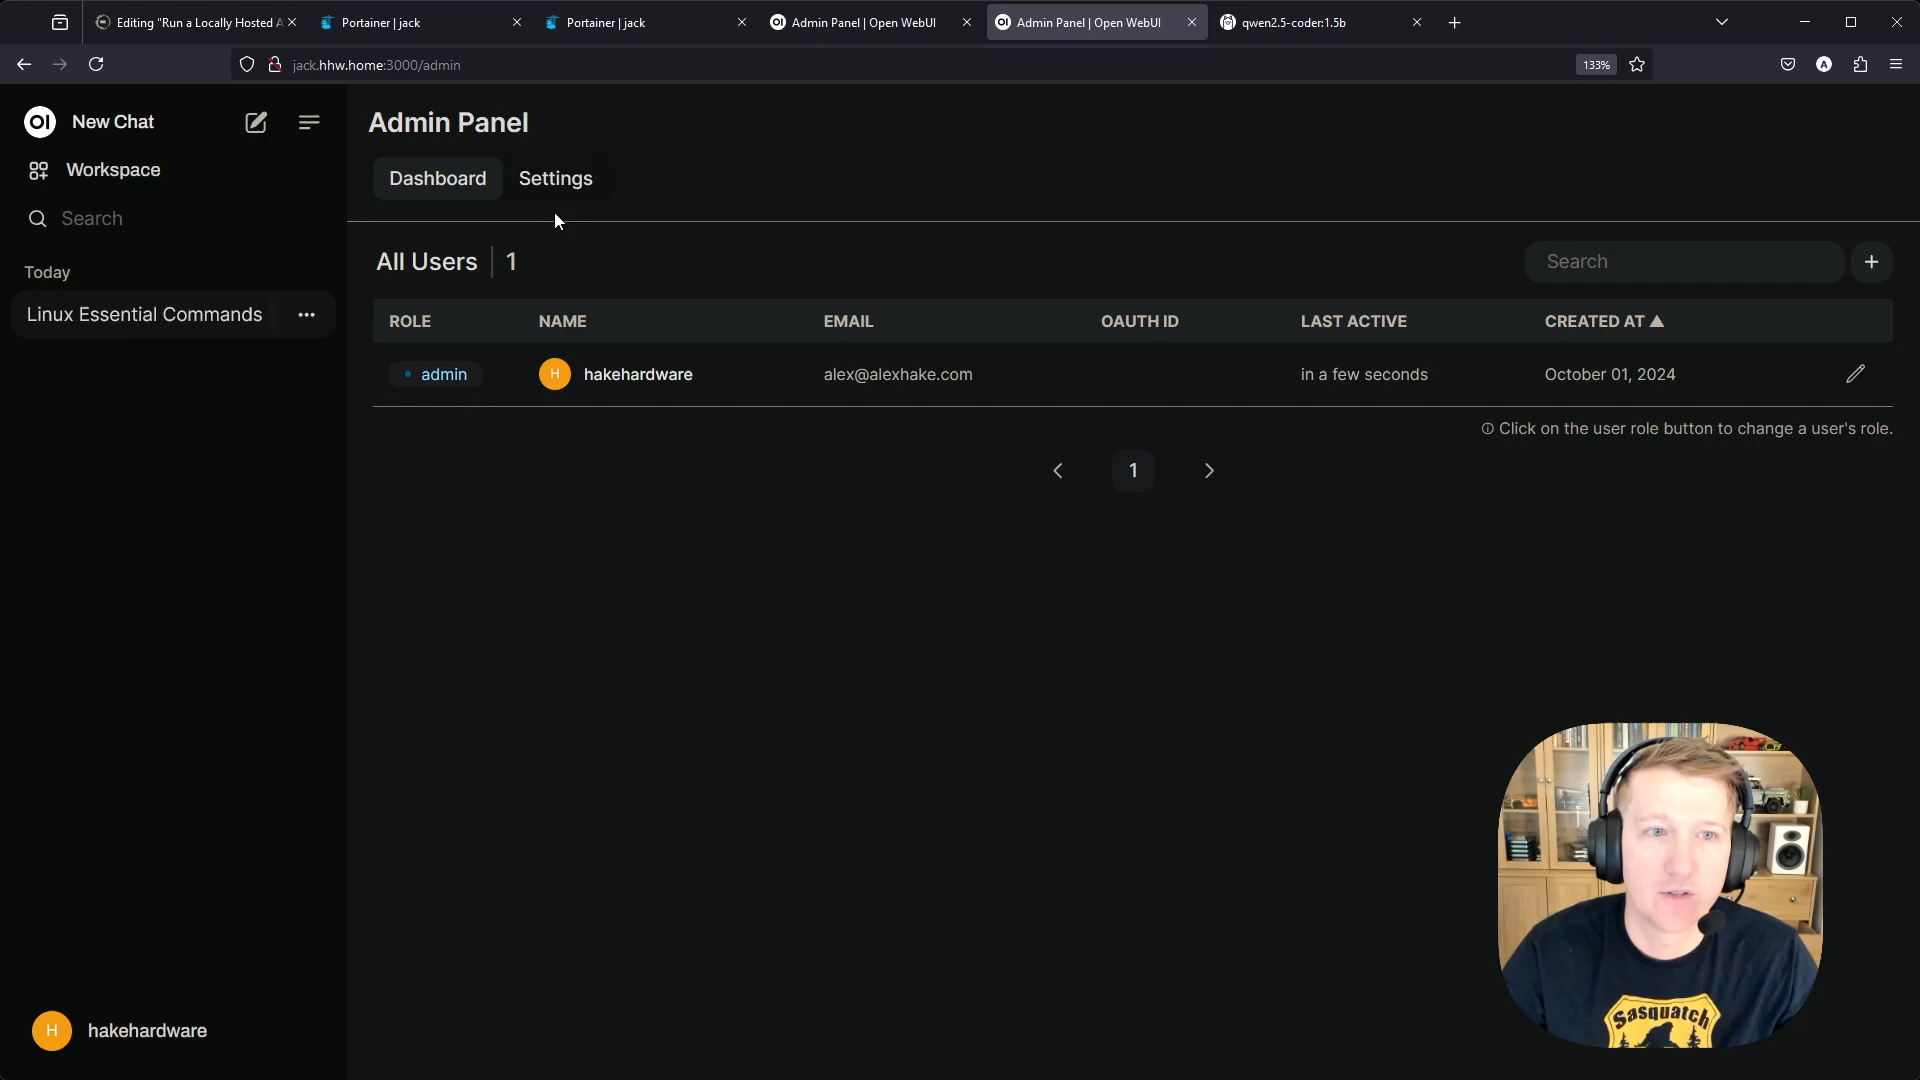 Editing "Run a Locally Hosted A
Portainer | jack
Portainer | jack
OI Admin Panel | Open WebUI
OI Admin Panel | Open WebUI
qwen2.5-coder:1.5b
jack.hhw.home:3000/admin
133%
A
OI New Chat
Workspace
Search
Today
Linux Essential Commands
H hakehardware
Admin Panel
Dashboard Settings
All Users 1
Search
ROLE NAME EMAIL OAUTH ID LAST ACTIVE CREATED AT
admin H hakehardware alex@alexhake.com in a few seconds October 01, 2024
Click on the user role button to change a user's role.
1
Sasquatch